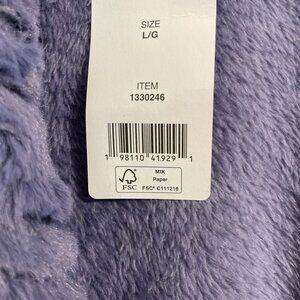 SIZE
L/G
ITEM
1330246
1 98110 41929 1
FSC
MIX
Paper
FSC® C111216